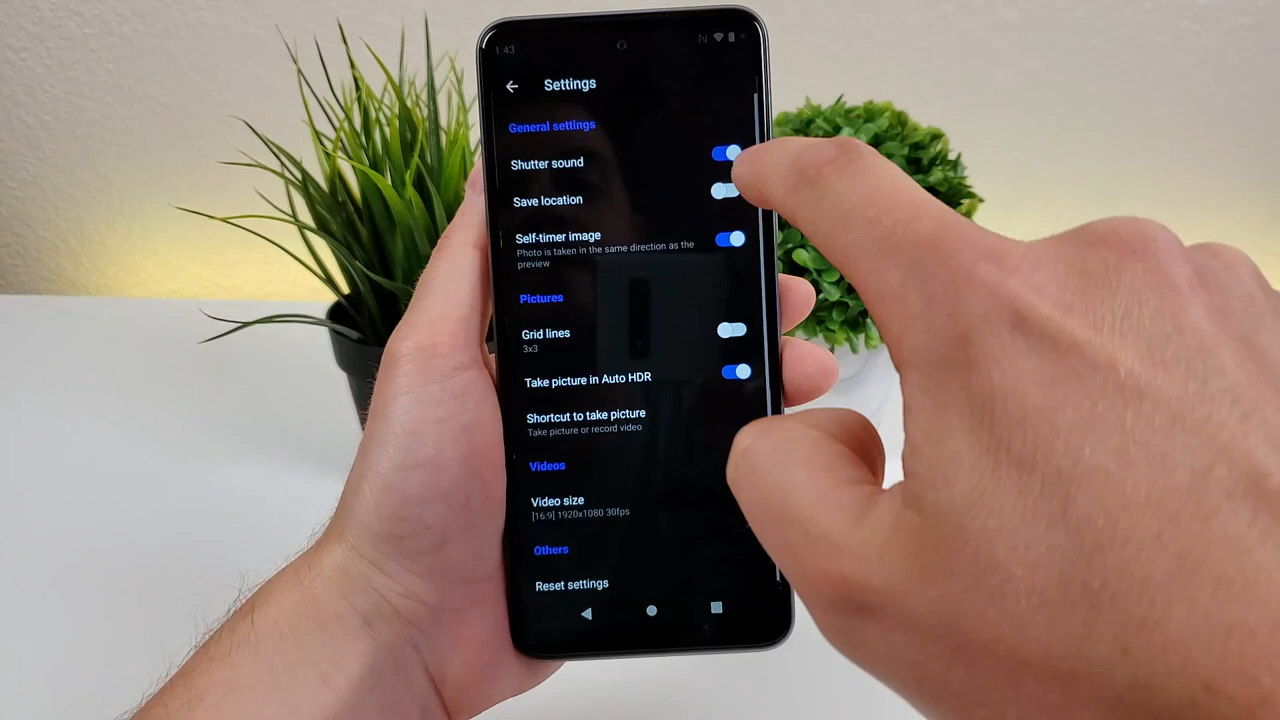 1:43
Settings
General settings
Shutter sound
Save location
Self-timer image
Photo is taken in the same direction as the
preview
Pictures
Grid lines
3x3
Take picture in Auto HDR
Shortcut to take picture
Take picture or record video
Videos
Video size
[16:9] 1920x1080 30fps
Others
Reset settings